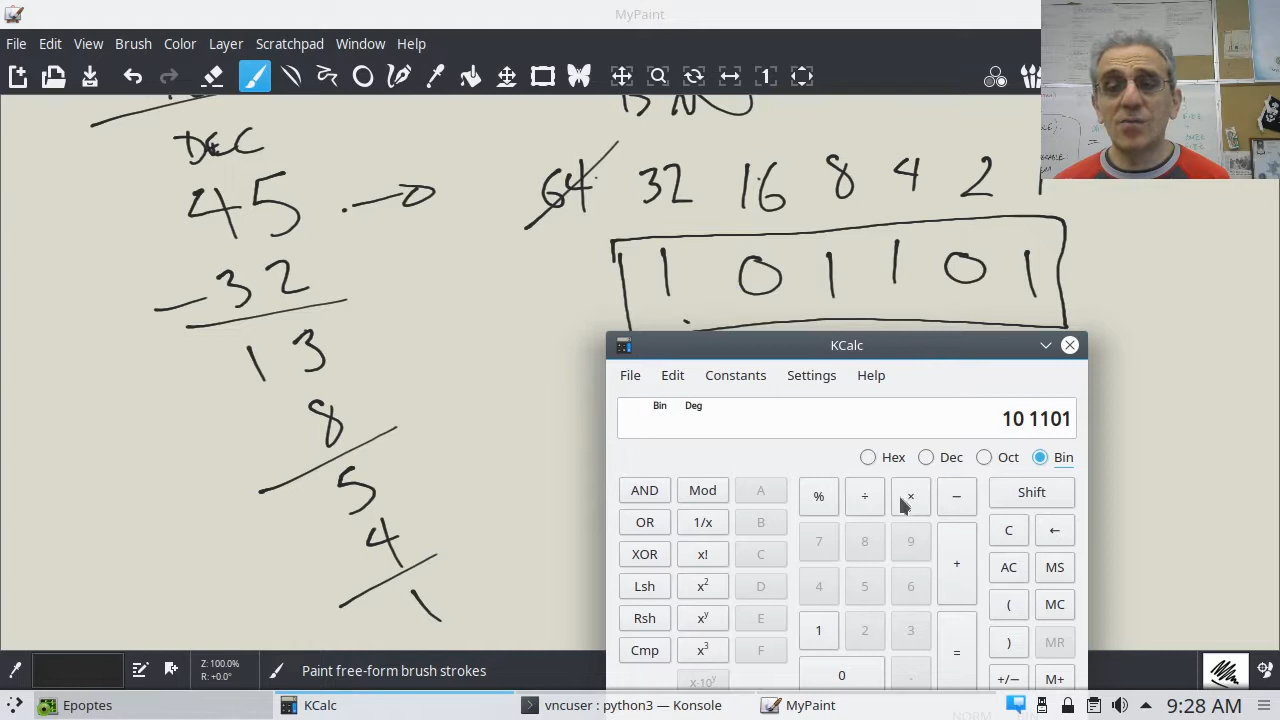 MyPaint
File Edit View Brush Color Layer Scratchpad Window Help
DEC
45
64 32 16 8 4 2 1
1 0 1 1 0 1
- 32
13
8
5
4
1
KCalc
File Edit Constants Settings Help
Bin Deg
10 1101
Hex Dec Oct Bin
AND Mod A % ÷ × − Shift
OR 1/x B 7 8 9 + C ←
XOR x! C AC MS
Lsh x² D 4 5 6 ( MC
Rsh xʸ E 1 2 3 = ) MR
Cmp x³ F 0 . +/− M+
x·10ʸ
NORM BIN
Z: 100.0%
R: +0.0°
Paint free-form brush strokes
Epoptes KCalc vncuser : python3 — Konsole MyPaint 9:28 AM